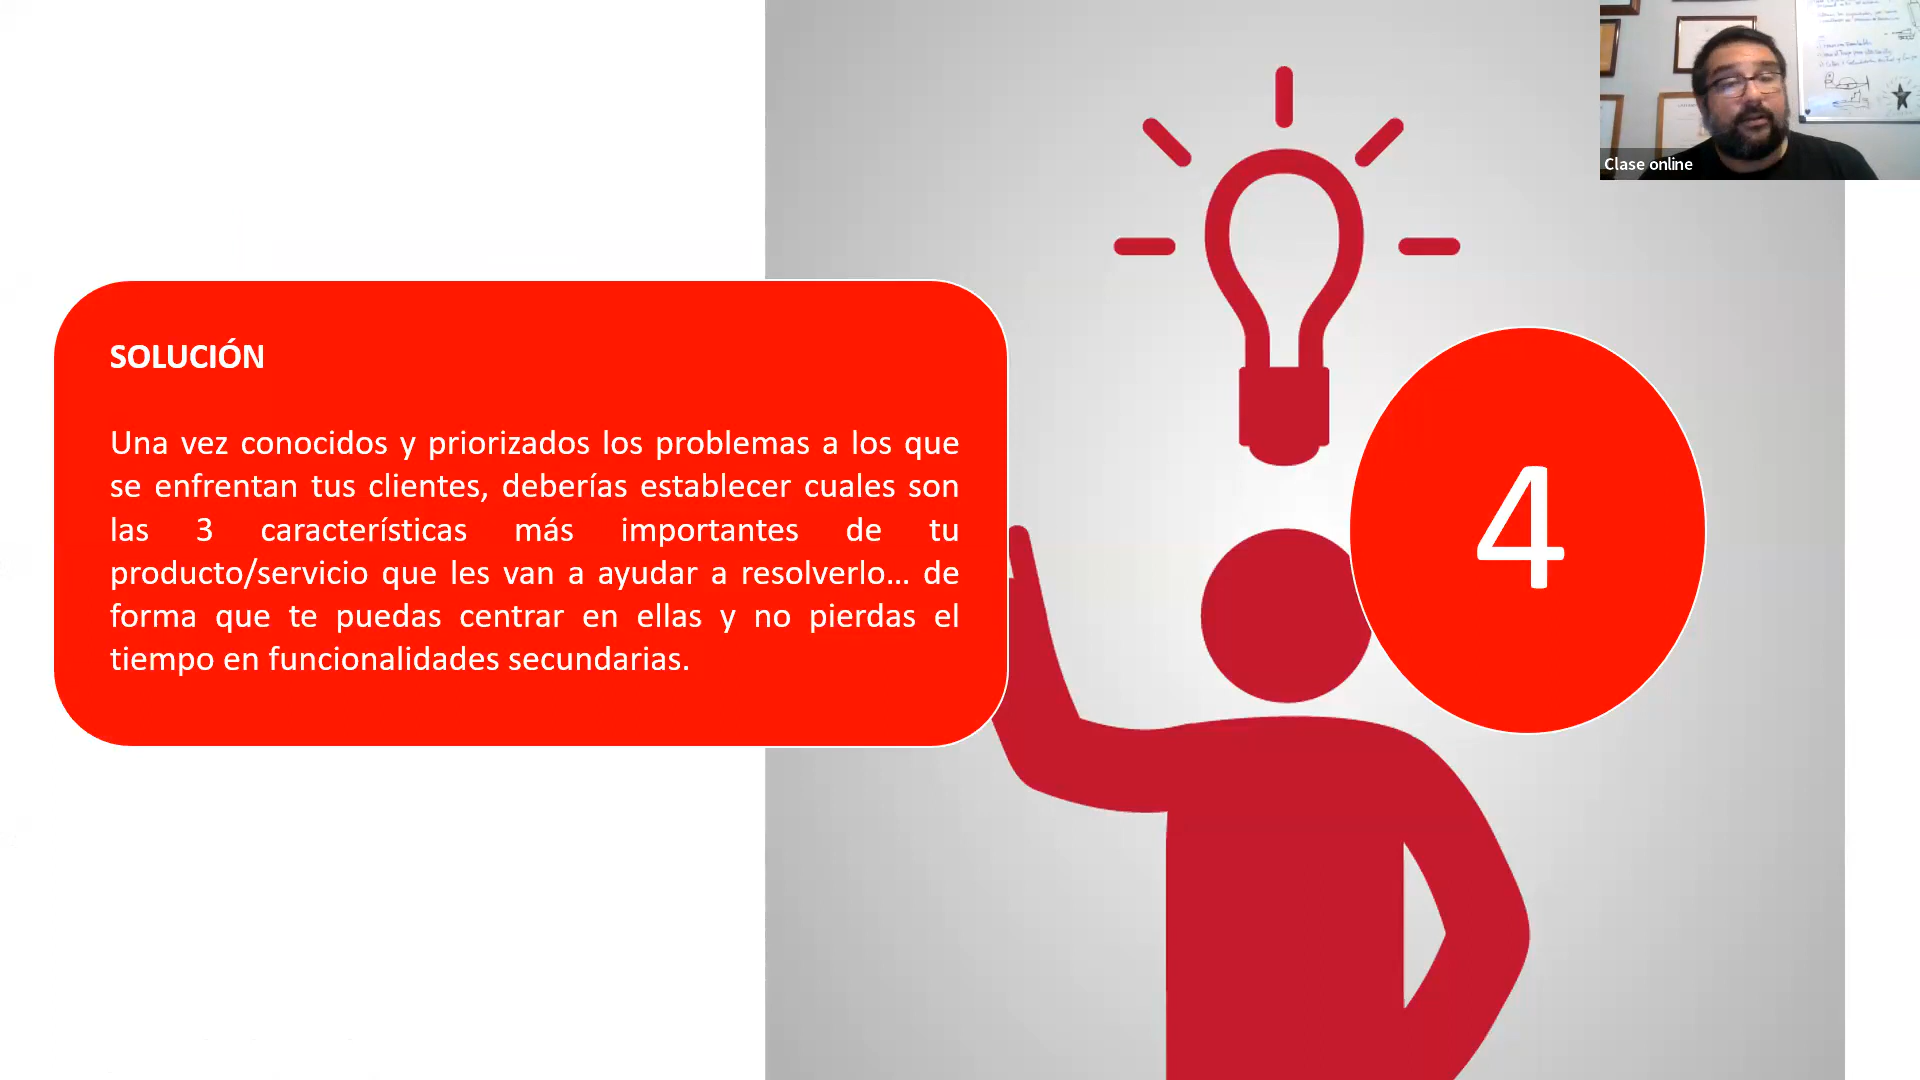 SOLUCIÓN
Una vez conocidos y priorizados los problemas a los que
se enfrentan tus clientes, deberías establecer cuales son
las 3 características más importantes de tu
producto/servicio que les van a ayudar a resolverlo... de
forma que te puedas centrar en ellas y no pierdas el
tiempo en funcionalidades secundarias.
4
Clase online